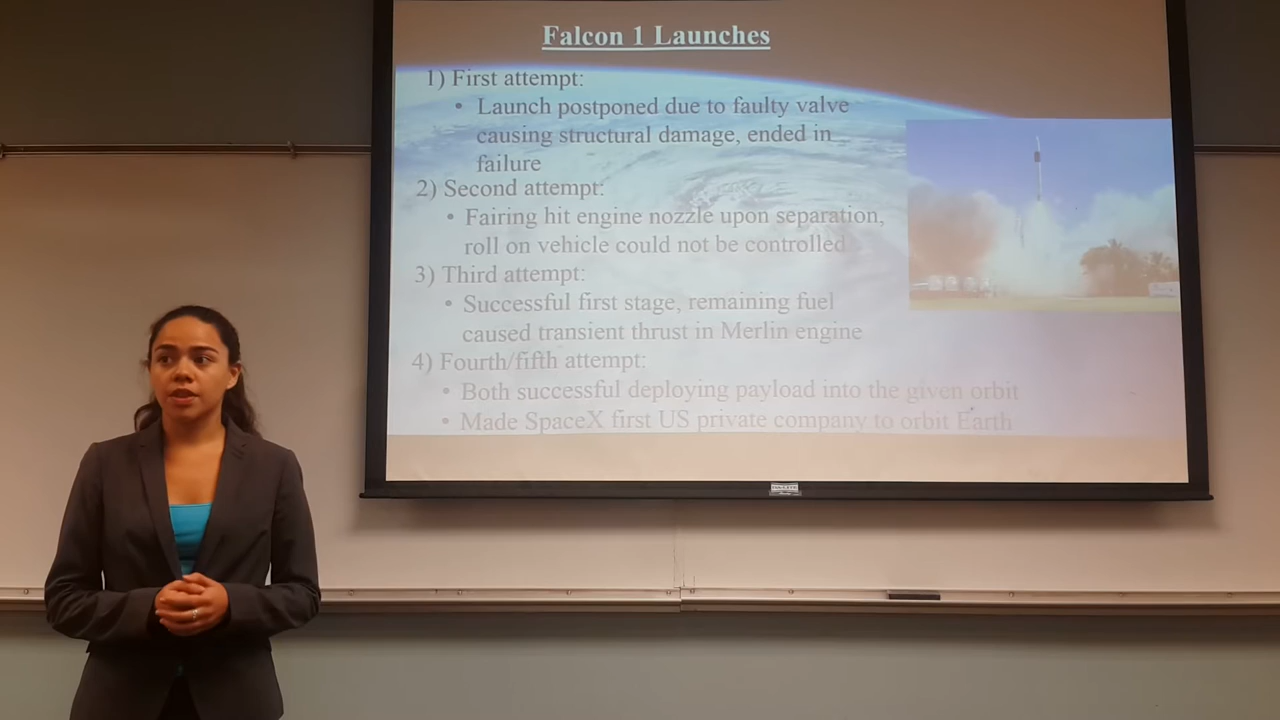 Falcon 1 Launches
1) First attempt:
• Launch postponed due to faulty valve
causing structural damage, ended in
failure
2) Second attempt:
• Fairing hit engine nozzle upon separation,
roll on vehicle could not be controlled
3) Third attempt:
• Successful first stage, remaining fuel
caused transient thrust in Merlin engine
4) Fourth/fifth attempt:
• Both successful deploying payload into the given orbit
• Made SpaceX first US private company to orbit Earth